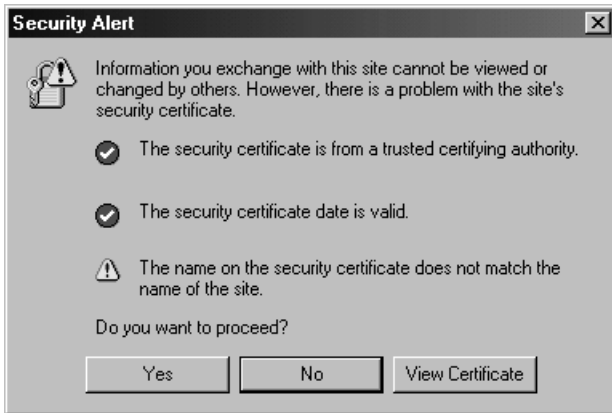 Security Alert
Information you exchange with this site cannot be viewed or
changed by others. However, there is a problem with the site's
security certificate.
The security certificate is from a trusted certifying authority.
The security certificate date is valid.
The name on the security certificate does not match the
name of the site.
Do you want to proceed?
Yes
No
View Certificate